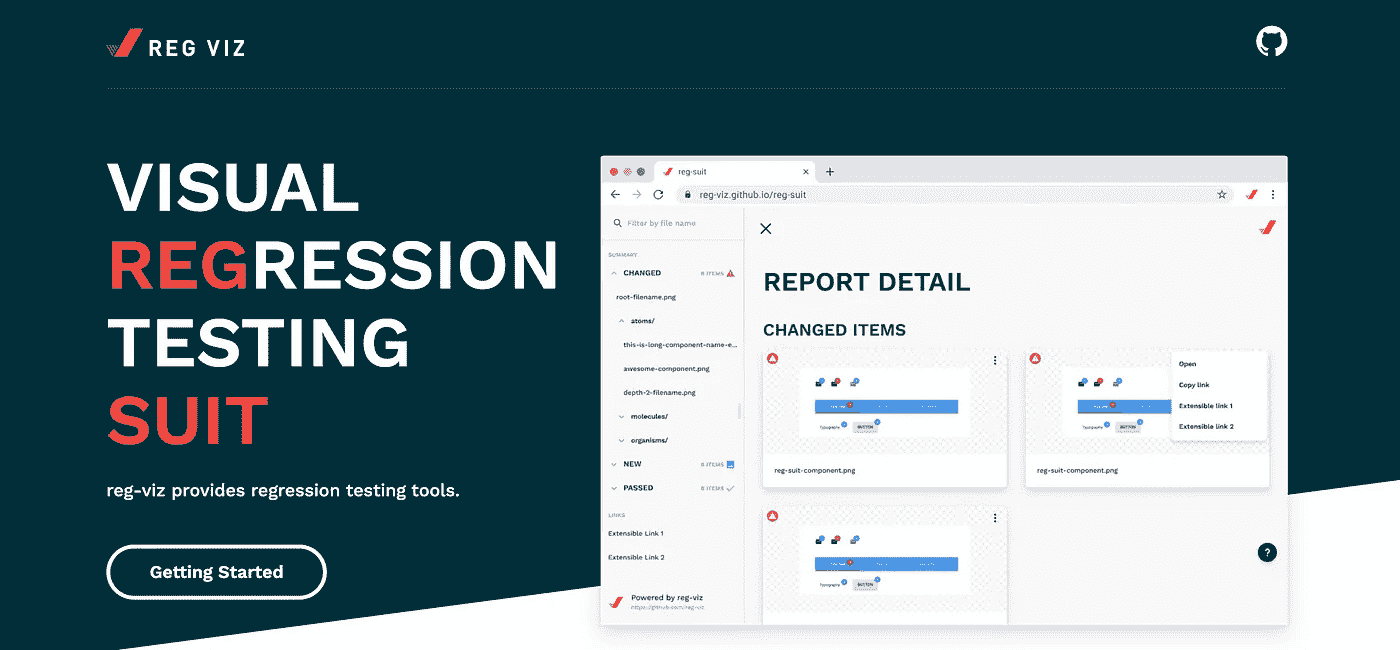 REG VIZ
VISUAL
REGRESSION
TESTING
SUIT
reg-viz provides regression testing tools.
Getting Started
reg-suit
reg-viz.github.io/reg-suit
Filter by file name
SUMMARY
CHANGED
ITEMS
root-filename.png
atoms/
this-is-long-component-name-e...
awesome-component.png
depth-2-filename.png
molecules/
organisms/
NEW
ITEMS
PASSED
ITEMS
LINKS
Extensible Link 1
Extensible Link 2
Powered by reg-viz
https://github.com/reg-viz
REPORT DETAIL
CHANGED ITEMS
Typography
BUTTON
reg-suit-component.png
Typography
BUTTON
Open
Copy link
Extensible link 1
Extensible link 2
reg-suit-component.png
Typography
BUTTON
?